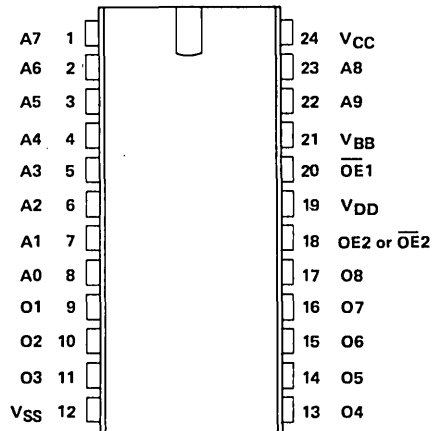 A7 1 24 VCC
A6 2 23 A8
A5 3 22 A9
A4 4 21 VBB
A3 5 20 O̅E̅1
A2 6 19 VDD
A1 7 18 OE2 or O̅E̅2
A0 8 17 O8
O1 9 16 O7
O2 10 15 O6
O3 11 14 O5
VSS 12 13 O4